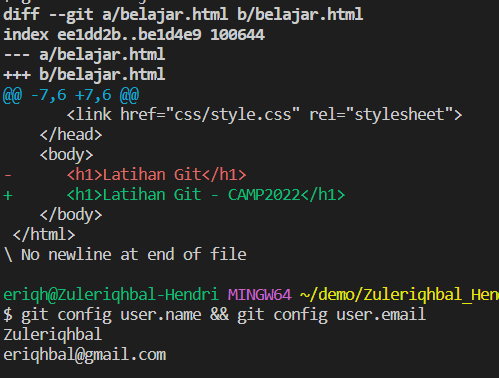 diff --git a/belajar.html b/belajar.html
index ee1dd2b..be1d4e9 100644
--- a/belajar.html
+++ b/belajar.html
@@ -7,6 +7,6 @@
        <link href="css/style.css" rel="stylesheet">
    </head>
    <body>
-       <h1>Latihan Git</h1>
+       <h1>Latihan Git - CAMP2022</h1>
    </body>
 </html>
\ No newline at end of file

eriqh@Zuleriqhbal-Hendri MINGW64 ~/demo/Zuleriqhbal_Hen
$ git config user.name && git config user.email
Zuleriqhbal
eriqhbal@gmail.com